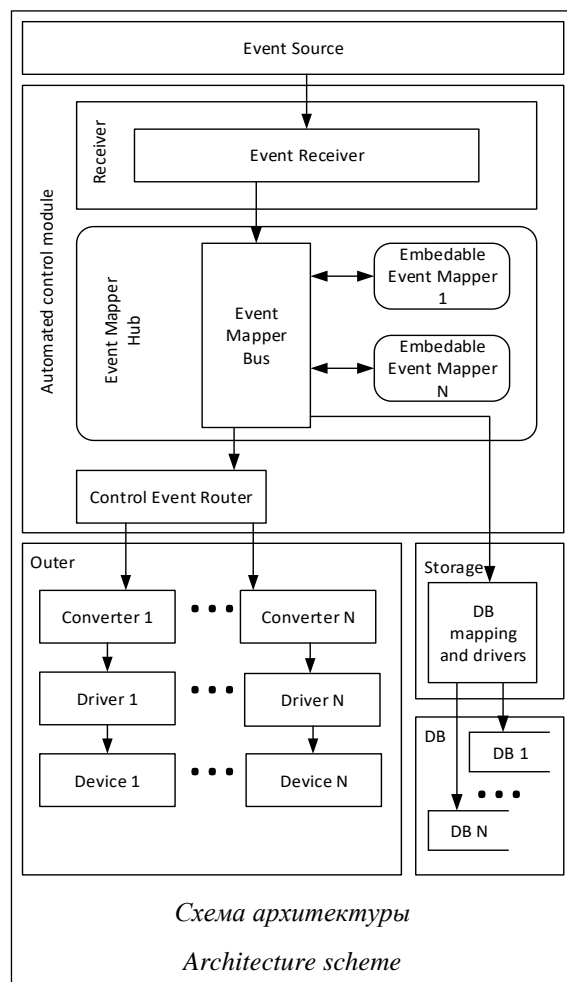 Event Source
Automated control module
Receiver
Event Receiver
Event Mapper
Hub
Event
Mapper
Bus
Embedable
Event Mapper
1
Embedable
Event Mapper
N
Control Event Router
Outer
Converter 1
Converter N
Driver 1
Driver N
Device 1
Device N
Storage
DB
mapping
and drivers
DB
DB 1
DB N
Схема архитектуры
Architecture scheme